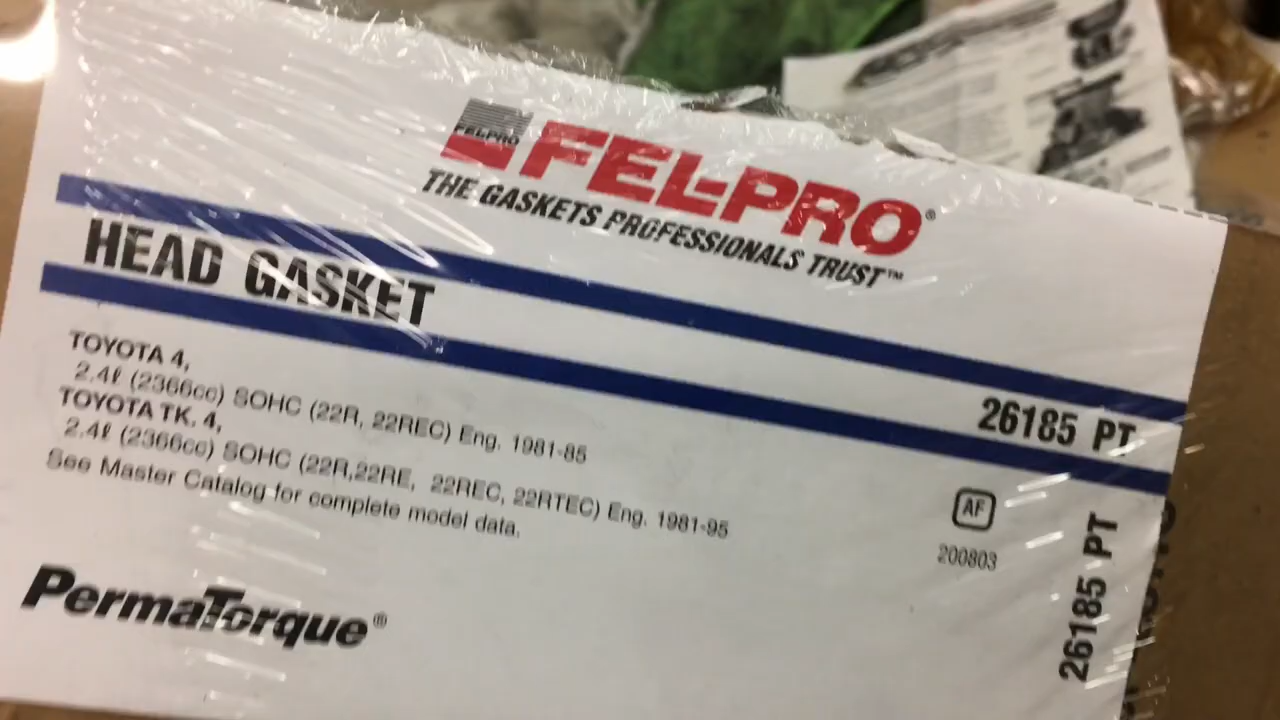 FELPRO
FEL-PRO®
THE GASKETS PROFESSIONALS TRUST™
HEAD GASKET
26185 PT
TOYOTA 4,
2.4ℓ (2366cc) SOHC (22R, 22REC) Eng. 1981-85
TOYOTA TK. 4,
2.4ℓ (2366cc) SOHC (22R,22RE, 22REC, 22RTEC) Eng. 1981-95
See Master Catalog for complete model data.
AF
200803
PermaTorque®
26185 PT